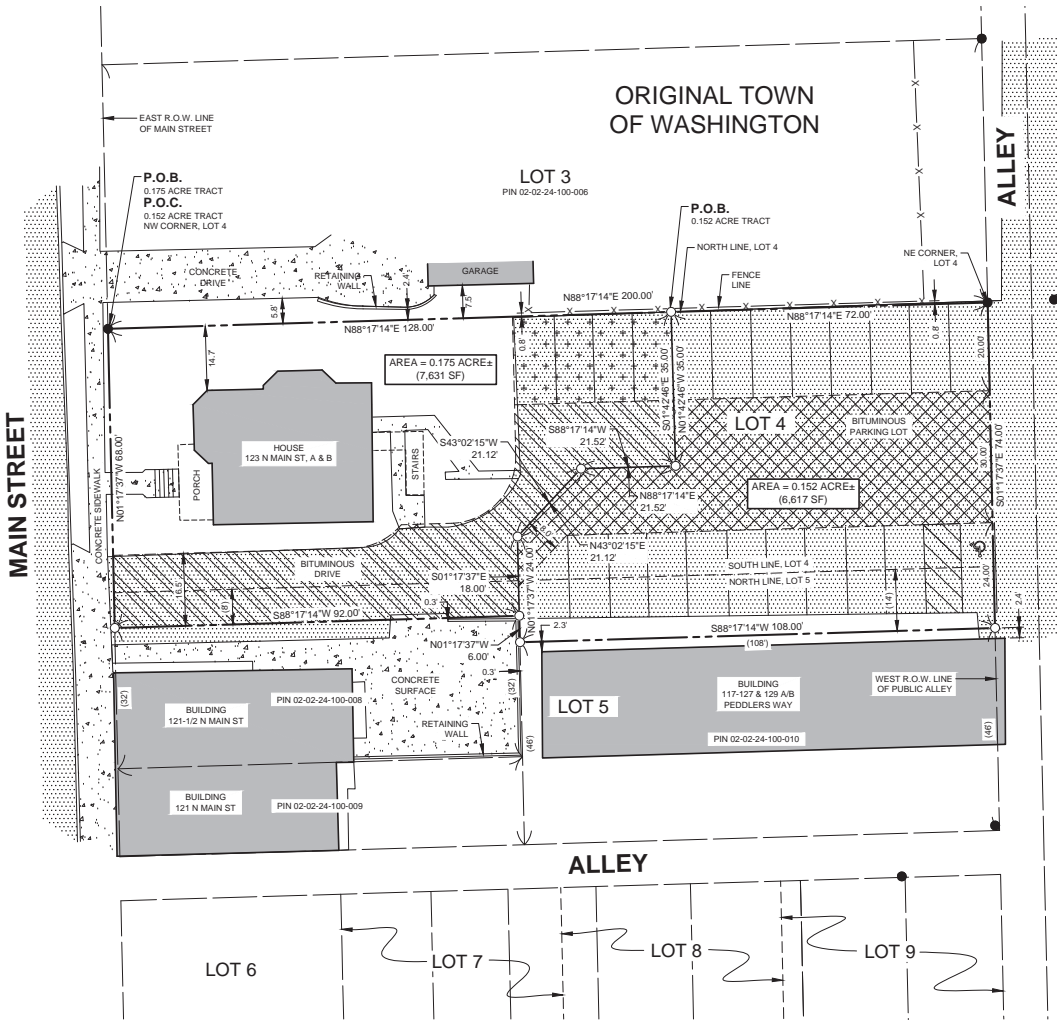 ORIGINAL TOWN
OF WASHINGTON
EAST R.O.W. LINE
OF MAIN STREET
ALLEY
P.O.B.
0.175 ACRE TRACT
P.O.C.
0.152 ACRE TRACT
NW CORNER, LOT 4
LOT 3
PIN 02-02-24-100-006
P.O.B.
0.152 ACRE TRACT
NORTH LINE, LOT 4
NE CORNER,
LOT 4
FENCE
LINE
CONCRETE
DRIVE
RETAINING
WALL
2.4'
GARAGE
7.5'
5.8'
N88°17'14"E 200.00'
N88°17'14"E 128.00'
N88°17'14"E 72.00'
0.8'
0.8'
20.00'
14.7'
AREA = 0.175 ACRE±
(7,631 SF)
S01°42'46"E 35.00'
N01°42'46"W 35.00'
LOT 4
BITUMINOUS
PARKING LOT
MAIN STREET
CONCRETE SIDEWALK
N01°17'37"W 68.00'
HOUSE
123 N MAIN ST, A & B
PORCH
STAIRS
S43°02'15"W
21.12'
S88°17'14"W
21.52'
N88°17'14"E
21.52'
AREA = 0.152 ACRE±
(6,617 SF)
30.00'
S01°17'37"E 74.00'
8.0'
N43°02'15"E
21.12'
BITUMINOUS
DRIVE
16.5'
(8')
S01°17'37"E
18.00'
N01°17'37"W 24.00'
SOUTH LINE, LOT 4
NORTH LINE, LOT 5
(14')
24.00'
S88°17'14"W 92.00'
0.3'
2.3'
S88°17'14"W 108.00'
(108')
2.4'
N01°17'37"W
6.00'
0.3'
(32')
(32')
CONCRETE
SURFACE
BUILDING
121-1/2 N MAIN ST
PIN 02-02-24-100-008
RETAINING
WALL
LOT 5
BUILDING
117-127 & 129 A/B
PEDDLERS WAY
WEST R.O.W. LINE
OF PUBLIC ALLEY
PIN 02-02-24-100-010
(46')
(46')
BUILDING
121 N MAIN ST
PIN 02-02-24-100-009
ALLEY
LOT 6
LOT 7
LOT 8
LOT 9